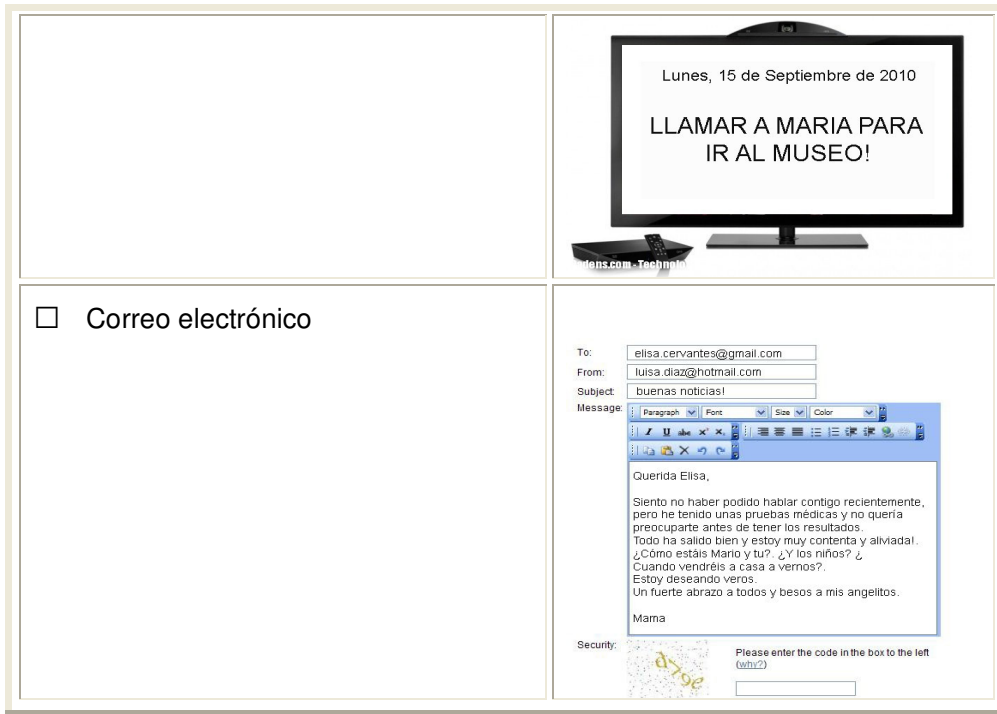 Lunes, 15 de Septiembre de 2010
LLAMAR A MARIA PARA
IR AL MUSEO!
dens.com - Technolo
Correo electrónico
To: elisa.cervantes@gmail.com
From: luisa.diaz@hotmail.com
Subject: buenas noticias!
Message:
Paragraph Font Size Color
Querida Elisa,
Siento no haber podido hablar contigo recientemente,
pero he tenido unas pruebas médicas y no quería
preocuparte antes de tener los resultados.
Todo ha salido bien y estoy muy contenta y aliviada!.
¿Cómo estáis Mario y tu?. ¿Y los niños? ¿
Cuando vendréis a casa a vernos?.
Estoy deseando veros.
Un fuerte abrazo a todos y besos a mis angelitos.
Mama
Security:
a79e
Please enter the code in the box to the left
(why?)